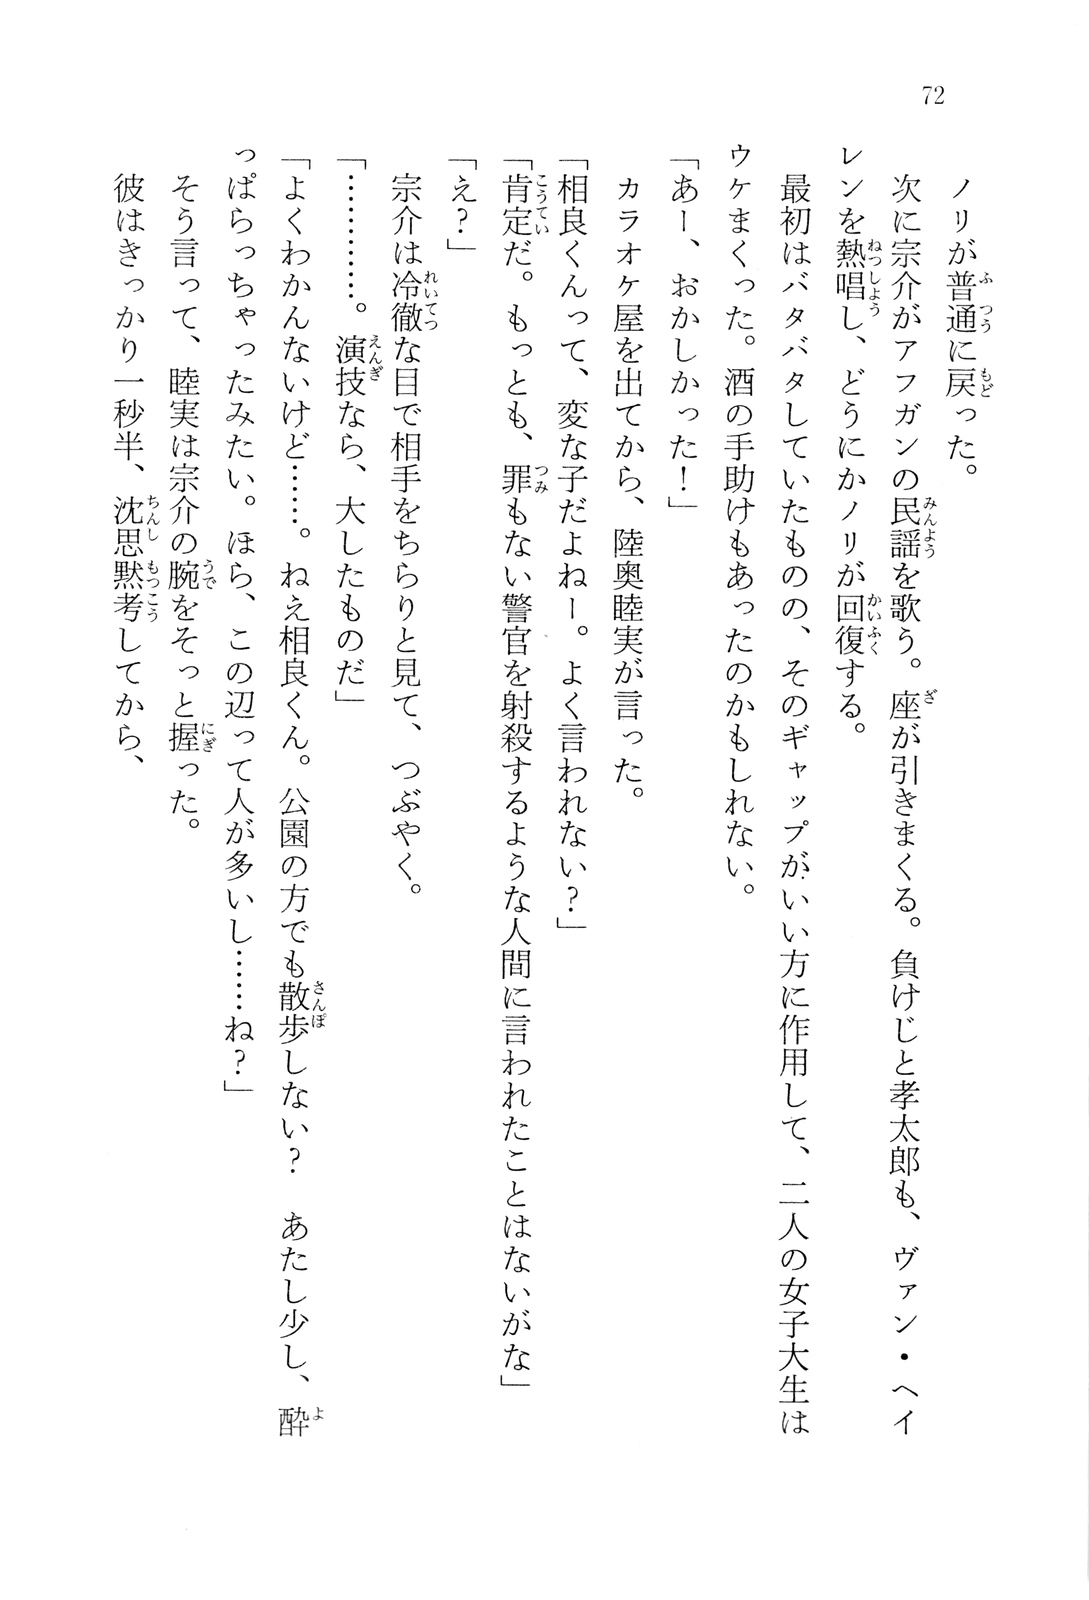 72
ノリが普通に戻った。
次に宗介がアフガンの民謡を歌う。座が引きまくる。負けじと孝太郎も、ヴァン・ヘイ
レンを熱唱し、どうにかノリが回復する。
最初はバタバタしていたものの、そのギャップがいい方に作用して、二人の女子大生は
ウケまくった。酒の手助けもあったのかもしれない。
「あー、おかしかった！」
カラオケ屋を出てから、陸奥睦実が言った。
「相良くんって、変な子だよねー。よく言われない？」
「肯定だ。もっとも、罪もない警官を射殺するような人間に言われたことはないがな」
「え？」
宗介は冷徹な目で相手をちらりと見て、つぶやく。
「…………。演技なら、大したものだ」
「よくわかんないけど……。ねえ相良くん。公園の方でも散歩しない？　あたし少し、酔
っぱらっちゃったみたい。ほら、この辺って人が多いし……ね？」
そう言って、睦実は宗介の腕をそっと握った。
彼はきっかり一秒半、沈思黙考してから、